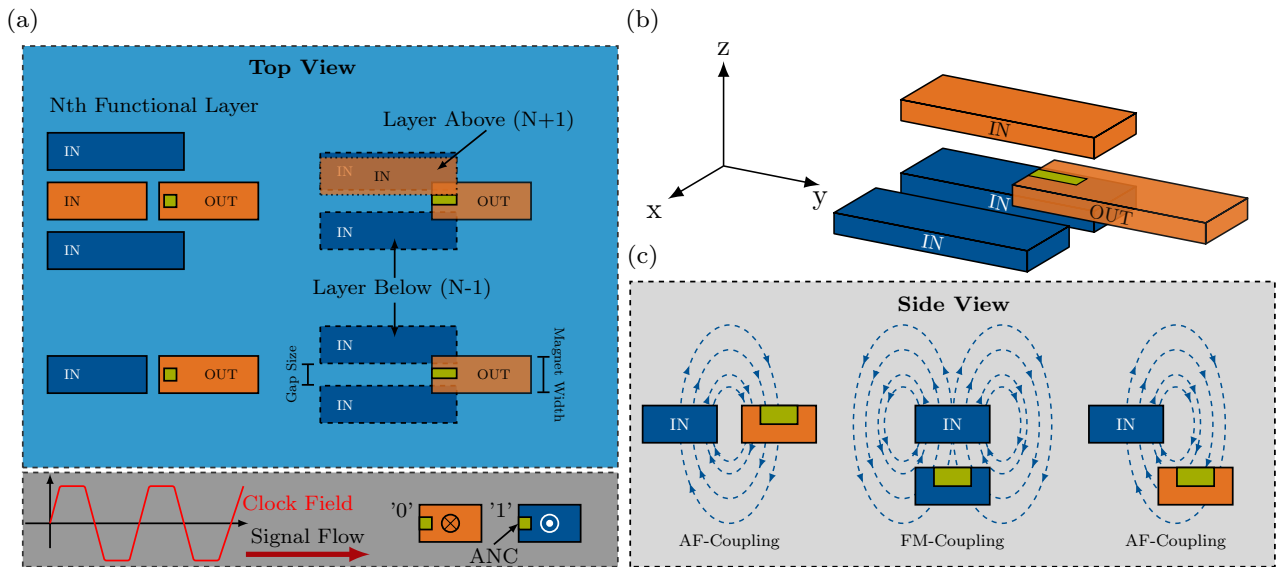 (a)
Top View
Nth Functional Layer
Layer Above (N+1)
IN
IN
OUT
IN
IN
IN
OUT
IN
Layer Below (N-1)
IN
OUT
IN
IN
OUT
Gap Size
Magnet Width
Clock Field
Signal Flow
'0'
'1'
ANC
(b)
z
x
y
IN
IN
IN
OUT
(c)
Side View
IN
IN
AF-Coupling
FM-Coupling
AF-Coupling